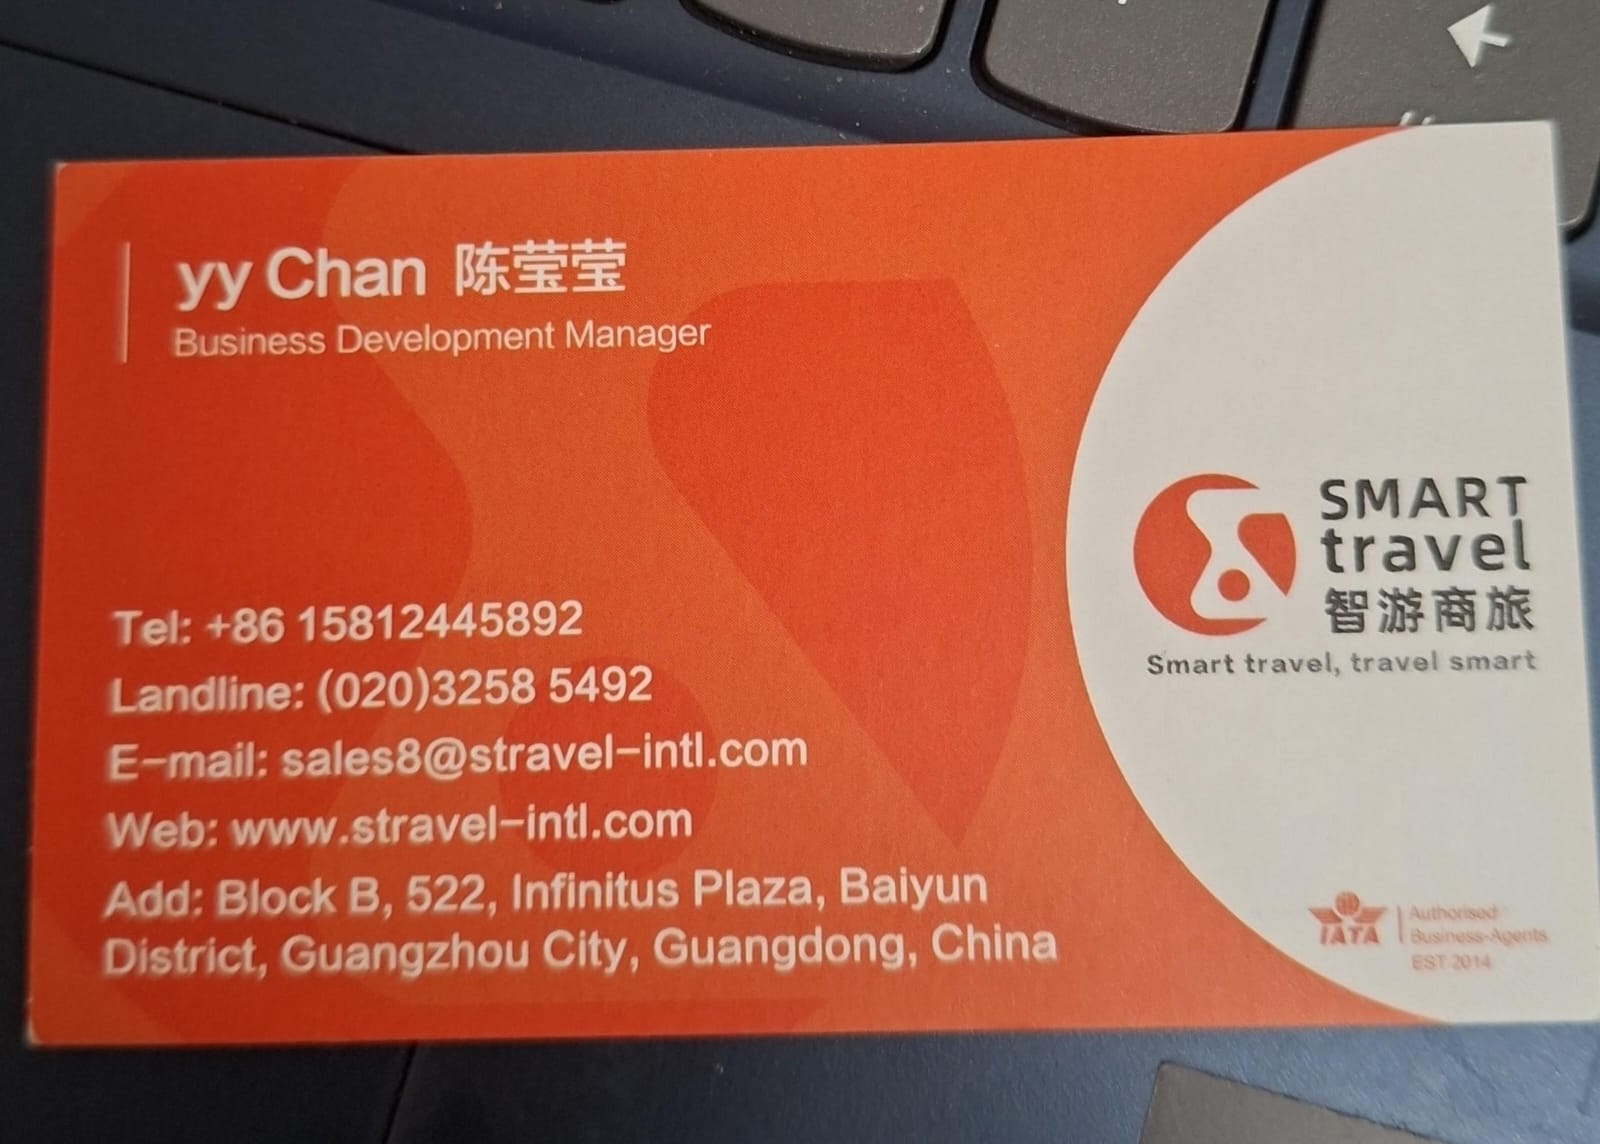 yy Chan 陈莹莹
Business Development Manager
Tel: +86 15812445892
Landline: (020)3258 5492
E-mail: sales8@stravel-intl.com
Web: www.stravel-intl.com
Add: Block B, 522, Infinitus Plaza, Baiyun
District, Guangzhou City, Guangdong, China
SMART
travel
智游商旅
Smart travel, travel smart
IATA
Authorised
Business-Agents
EST 2014